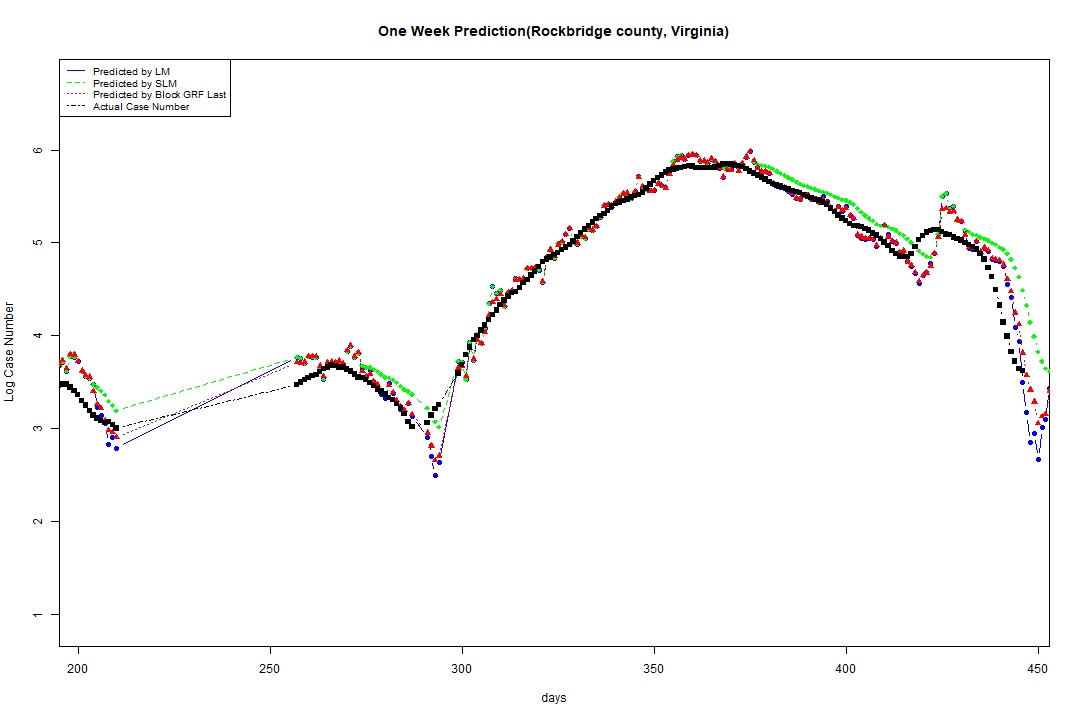 One Week Prediction(Rockbridge county, Virginia)
Predicted by LM
Predicted by SLM
Predicted by Block GRF Last
Actual Case Number
6
5
4
3
2
1
Log Case Number
200 250 300 350 400 450
days